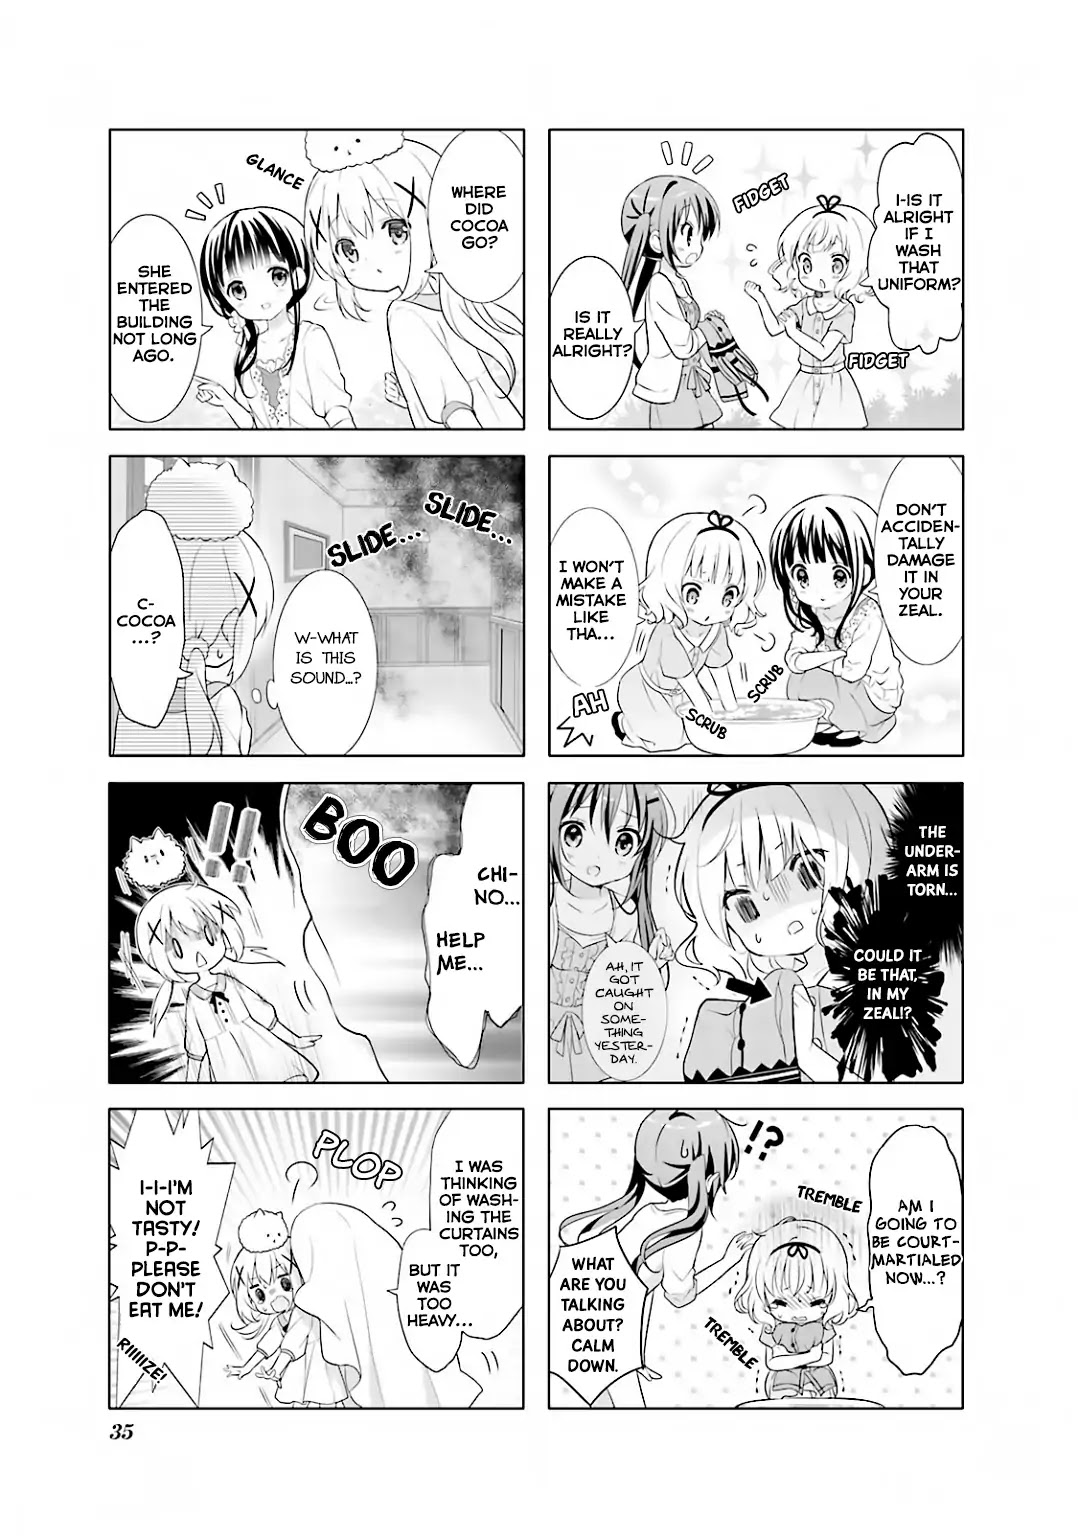 I-IS IT
ALRIGHT
IF I
WASH
THAT
UNIFORM?
FIDGET
FIDGET
IS IT
REALLY
ALRIGHT?
DON'T
ACCIDEN-
TALLY
DAMAGE
IT IN
YOUR
ZEAL.
I WON'T
MAKE A
MISTAKE
LIKE
THA...
SCRUB
SCRUB
AH
THE
UNDER-
ARM IS
TORN...
COULD IT
BE THAT,
IN MY
ZEAL!?
AH, IT
GOT
CAUGHT
ON
SOME-
THING
YESTER-
DAY.
!?
AM I
GOING TO
BE COURT-
MARTIALED
NOW...?
TREMBLE
TREMBLE
WHAT
ARE YOU
TALKING
ABOUT?
CALM
DOWN.
WHERE
DID
COCOA
GO?
GLANCE
SHE
ENTERED
THE
BUILDING
NOT LONG
AGO.
SLIDE...
SLIDE...
W-WHAT
IS THIS
SOUND...?
C-
COCOA
...?
CHI-
NO...
HELP
ME...
BOO
!!
I WAS
THINKING
OF WASH-
ING THE
CURTAINS
TOO,
BUT IT
WAS
TOO
HEAVY...
PLOP
I-I-I'M
NOT
TASTY!
P-P-
PLEASE
DON'T
EAT ME!
RIIIIIZE!
35